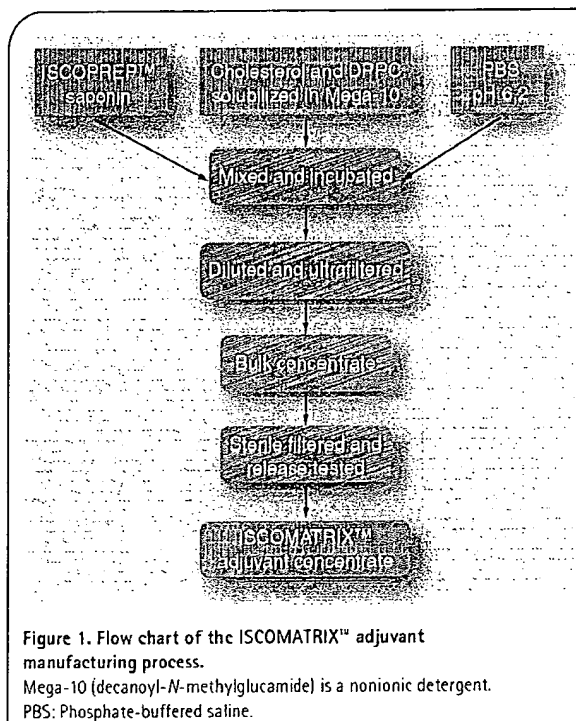 ISCOPREP™
saponin
Cholesterol and DPPC
solubilized in Mega-10
PBS
pH 6.2
Mixed and incubated
Diluted and ultrafiltered
Bulk concentrate
Sterile filtered and
release tested
ISCOMATRIX™
adjuvant concentrate
Figure 1. Flow chart of the ISCOMATRIX™ adjuvant
manufacturing process.
Mega-10 (decanoyl-N-methylglucamide) is a nonionic detergent.
PBS: Phosphate-buffered saline.